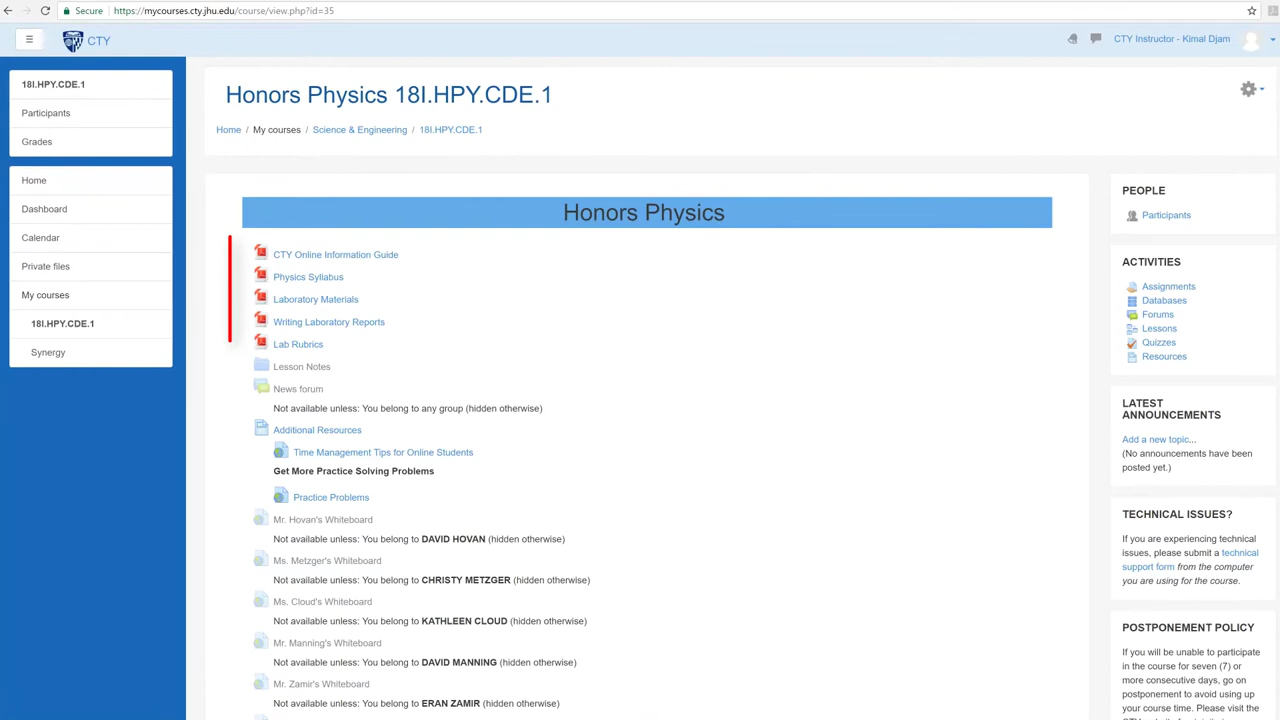 Secure
https://mycourses.cty.jhu.edu/course/view.php?id=35
CTY
CTY Instructor - Kimal Djam
18I.HPY.CDE.1
Participants
Grades
Home
Dashboard
Calendar
Private files
My courses
18I.HPY.CDE.1
Synergy
Honors Physics 18I.HPY.CDE.1
Home / My courses / Science & Engineering / 18I.HPY.CDE.1
Honors Physics
CTY Online Information Guide
Physics Syllabus
Laboratory Materials
Writing Laboratory Reports
Lab Rubrics
Lesson Notes
News forum
Not available unless: You belong to any group (hidden otherwise)
Additional Resources
Time Management Tips for Online Students
Get More Practice Solving Problems
Practice Problems
Mr. Hovan's Whiteboard
Not available unless: You belong to DAVID HOVAN (hidden otherwise)
Ms. Metzger's Whiteboard
Not available unless: You belong to CHRISTY METZGER (hidden otherwise)
Ms. Cloud's Whiteboard
Not available unless: You belong to KATHLEEN CLOUD (hidden otherwise)
Mr. Manning's Whiteboard
Not available unless: You belong to DAVID MANNING (hidden otherwise)
Mr. Zamir's Whiteboard
Not available unless: You belong to ERAN ZAMIR (hidden otherwise)
PEOPLE
Participants
ACTIVITIES
Assignments
Databases
Forums
Lessons
Quizzes
Resources
LATEST
ANNOUNCEMENTS
Add a new topic...
(No announcements have been
posted yet.)
TECHNICAL ISSUES?
If you are experiencing technical
issues, please submit a technical
support form from the computer
you are using for the course.
POSTPONEMENT POLICY
If you will be unable to participate
in the course for seven (7) or
more consecutive days, go on
postponement to avoid using up
your course time. Please visit the